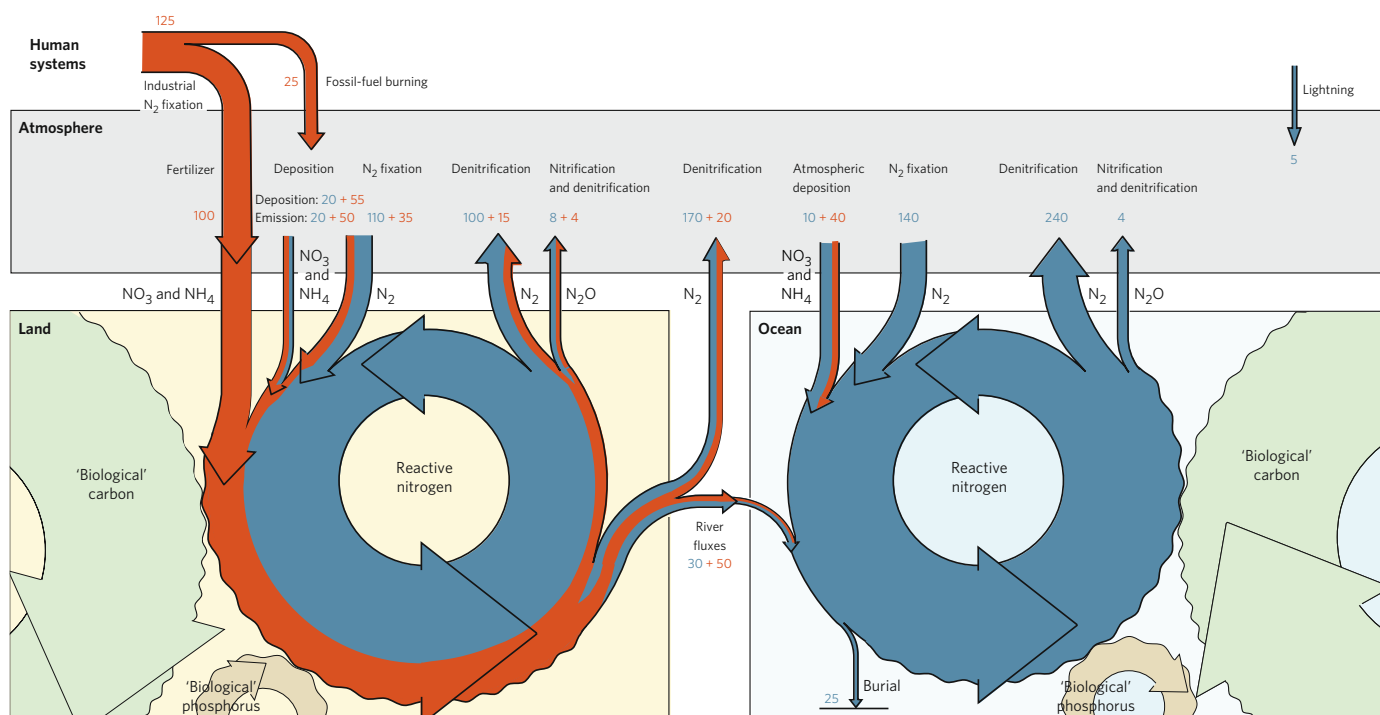 125
Human
systems
Industrial
N2 fixation
25
Fossil-fuel burning
Lightning
Atmosphere
5
Fertilizer
100
Deposition
Deposition: 20 + 55
Emission: 20 + 50
N2 fixation
110 + 35
Denitrification
100 + 15
Nitrification
and denitrification
8 + 4
Denitrification
170 + 20
Atmospheric
deposition
10 + 40
N2 fixation
140
Denitrification
240
Nitrification
and denitrification
4
NO3 and NH4
NO3
and
NH4
N2
N2
N2O
N2
NO3
and
NH4
N2
N2
N2O
Land
Ocean
'Biological'
carbon
Reactive
nitrogen
River
fluxes
30 + 50
Reactive
nitrogen
'Biological'
carbon
'Biological'
phosphorus
25
Burial
'Biological'
phosphorus